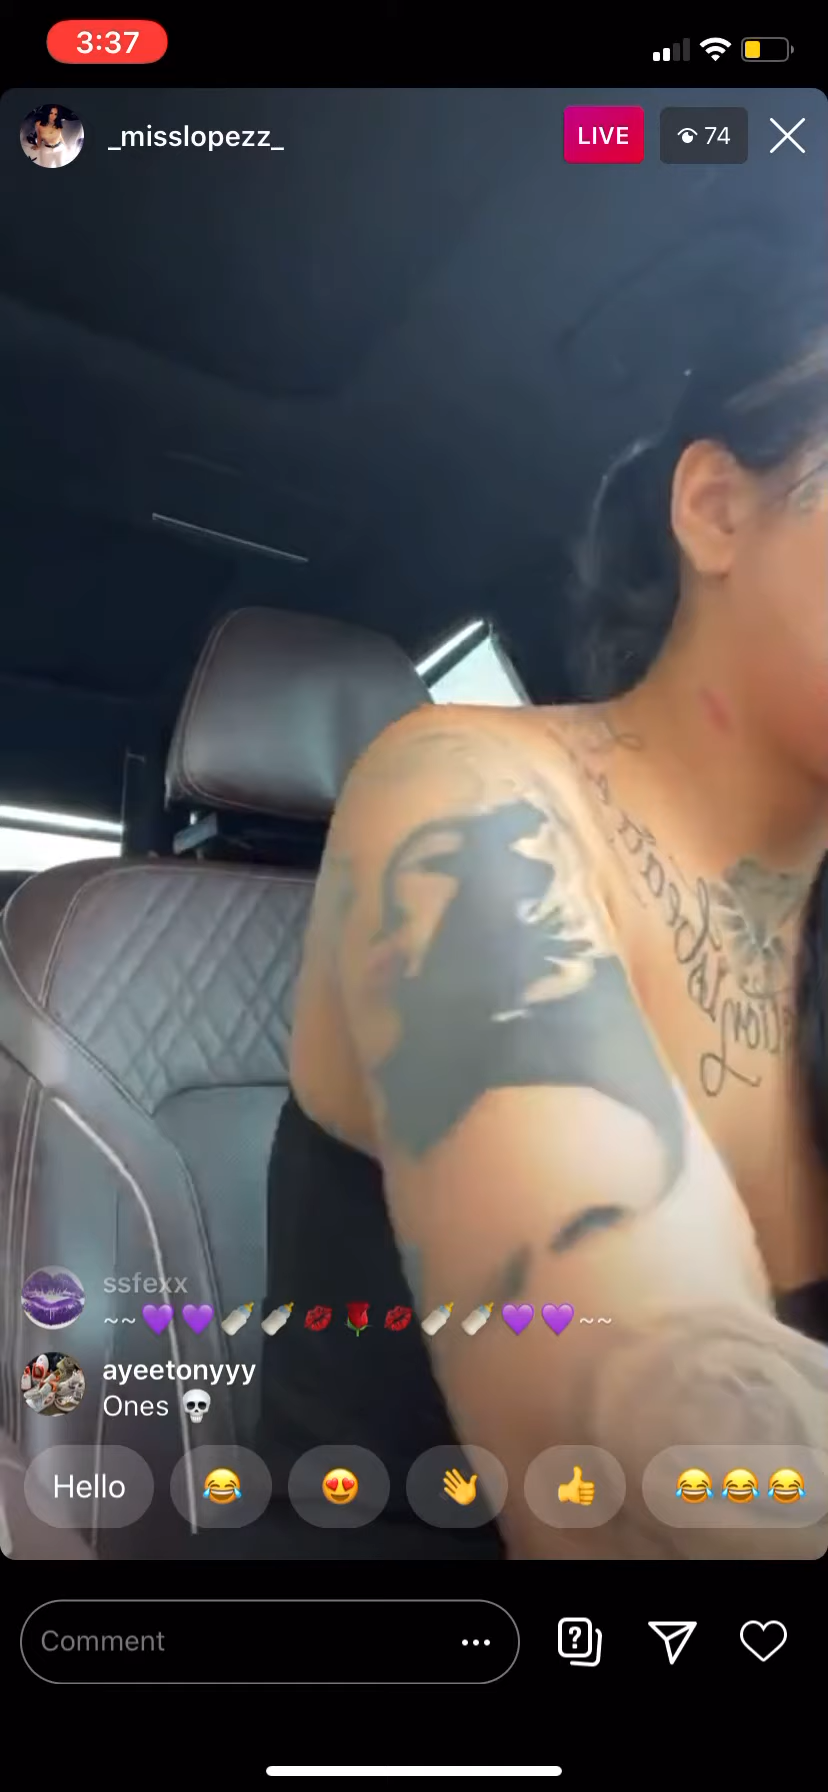 3:37
_misslopezz_
LIVE
74
ssfexx
~~💜💜🍼🍼💋🌹💋🍼🍼💜💜~~
ayeetonyyy
Ones 💀
Hello
😂
😍
👋
👍
😂😂😂
Comment